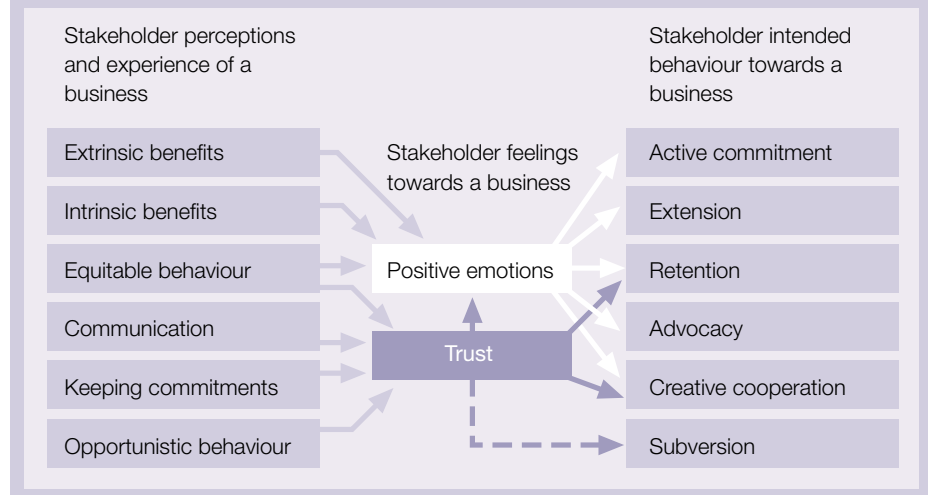 Stakeholder perceptions
and experience of a
business
Extrinsic benefits
Intrinsic benefits
Equitable behaviour
Communication
Keeping commitments
Opportunistic behaviour
Stakeholder feelings
towards a business
Positive emotions
Trust
Stakeholder intended
behaviour towards a
business
Active commitment
Extension
Retention
Advocacy
Creative cooperation
Subversion